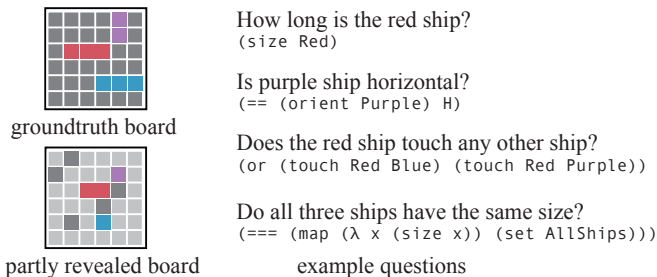 How long is the red ship?
(size Red)
Is purple ship horizontal?
(== (orient Purple) H)
groundtruth board
Does the red ship touch any other ship?
(or (touch Red Blue) (touch Red Purple))
Do all three ships have the same size?
(=== (map (λ x (size x)) (set AllShips)))
partly revealed board
example questions